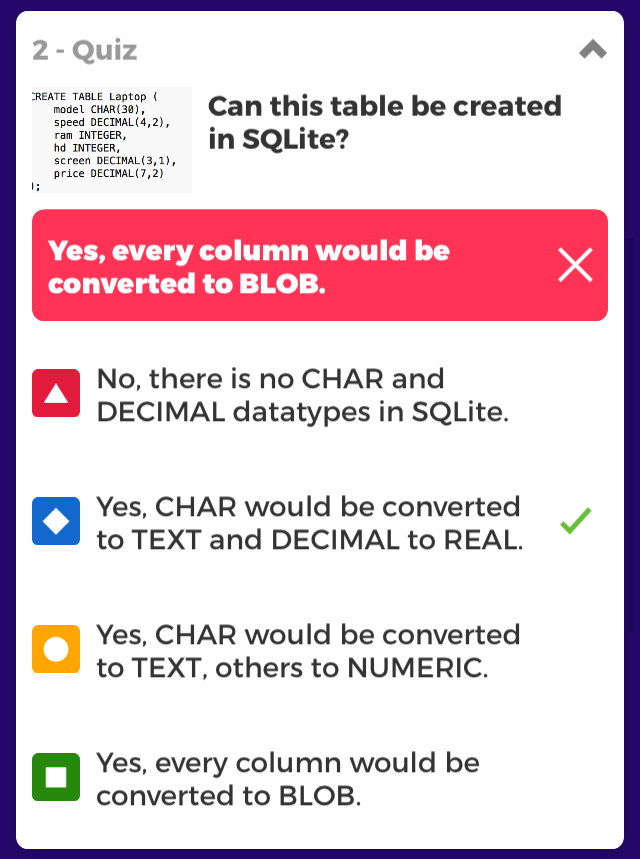 2 - Quiz
CREATE TABLE Laptop (
model CHAR(30),
speed DECIMAL(4,2),
ram INTEGER,
hd INTEGER,
screen DECIMAL(3,1),
price DECIMAL(7,2)
);
Can this table be created
in SQLite?
Yes, every column would be
converted to BLOB.
No, there is no CHAR and
DECIMAL datatypes in SQLite.
Yes, CHAR would be converted
to TEXT and DECIMAL to REAL.
Yes, CHAR would be converted
to TEXT, others to NUMERIC.
Yes, every column would be
converted to BLOB.